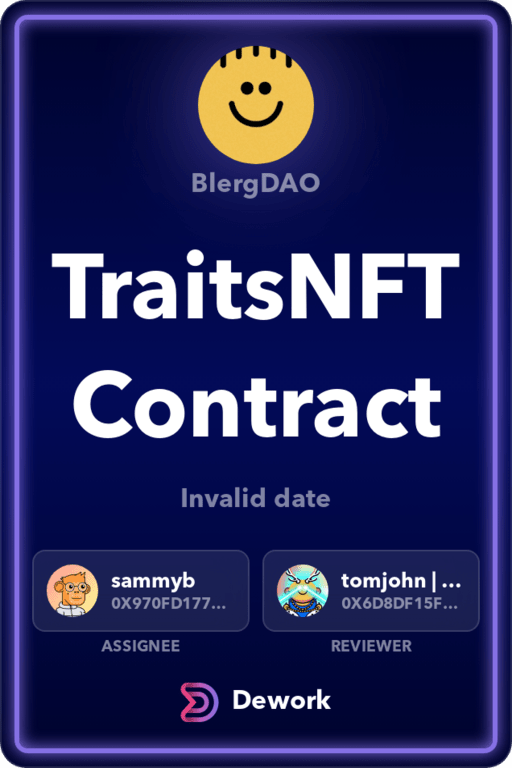 BlergDAO
TraitsNFT
Contract
Invalid date
sammyb
0X970FD177...
tomjohn | ...
0X6D8DF15F...
ASSIGNEE
REVIEWER
Dework